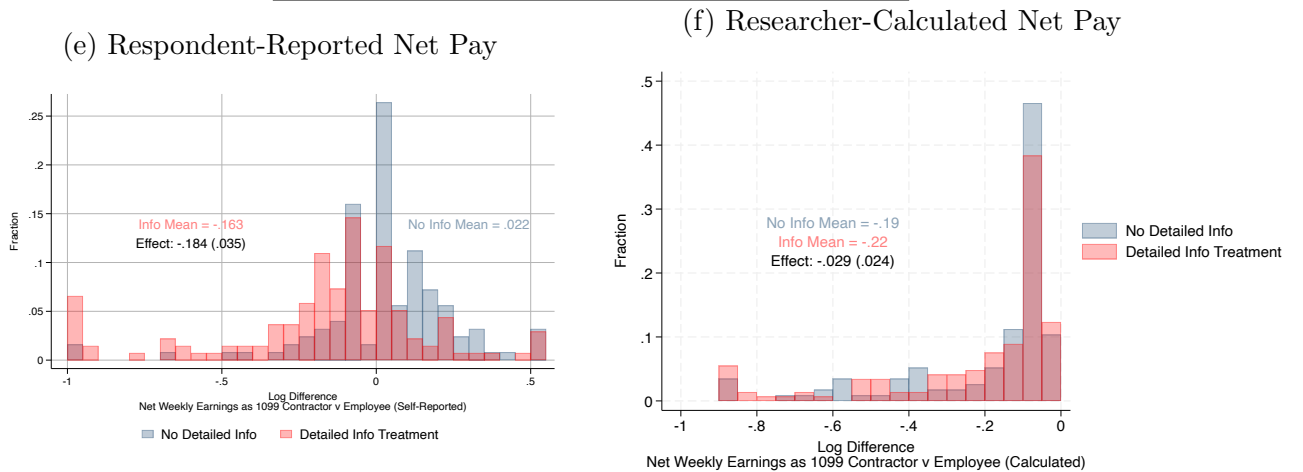 (e) Respondent-Reported Net Pay
.25
.2
.15
.1
.05
0
Fraction
Info Mean = -.163
Effect: -.184 (.035)
No Info Mean = .022
-1
-.5
0
.5
Log Difference
Net Weekly Earnings as 1099 Contractor v Employee (Self-Reported)
No Detailed Info
Detailed Info Treatment
(f) Researcher-Calculated Net Pay
.5
.4
.3
.2
.1
0
Fraction
No Info Mean = -.19
Info Mean = -.22
Effect: -.029 (.024)
-1
-.8
-.6
-.4
-.2
0
Log Difference
Net Weekly Earnings as 1099 Contractor v Employee (Calculated)
No Detailed Info
Detailed Info Treatment